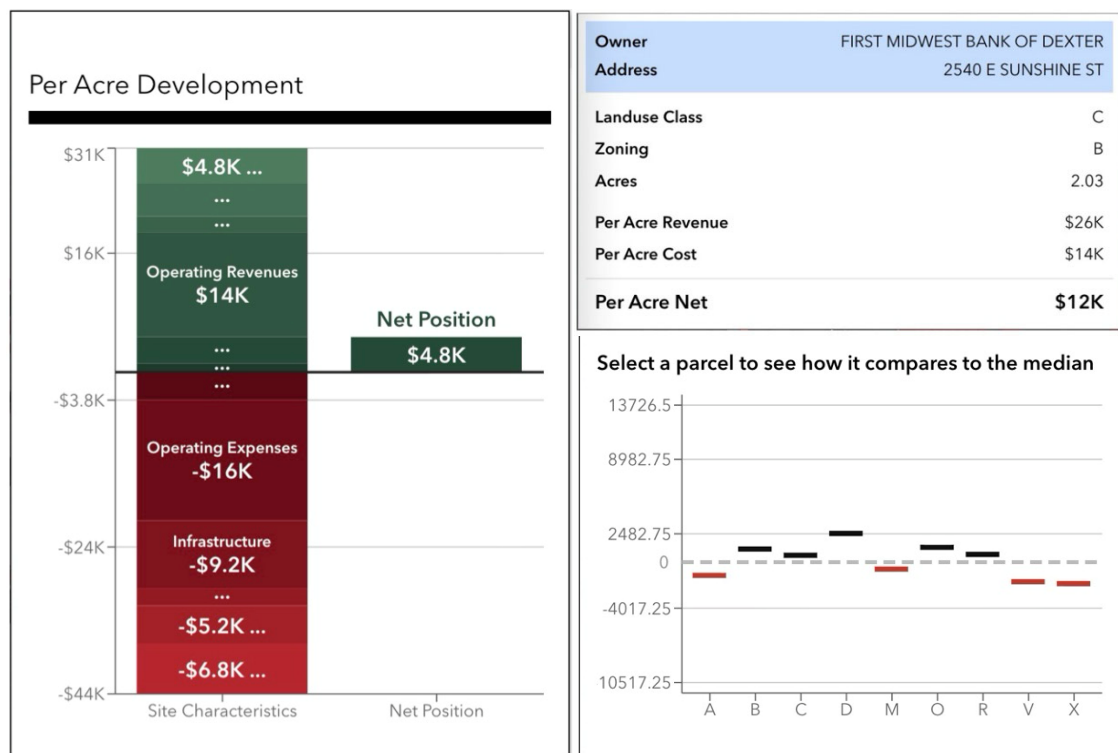 Per Acre Development
$31K
$16K
-$3.8K
-$24K
-$44K
$4.8K ...
...
...
Operating Revenues
$14K
...
...
...
Operating Expenses
-$16K
Infrastructure
-$9.2K
...
-$5.2K ...
-$6.8K ...
Net Position
$4.8K
Site Characteristics
Net Position
Owner FIRST MIDWEST BANK OF DEXTER
Address 2540 E SUNSHINE ST
Landuse Class C
Zoning B
Acres 2.03
Per Acre Revenue $26K
Per Acre Cost $14K
Per Acre Net $12K
Select a parcel to see how it compares to the median
13726.5
8982.75
2482.75
0
-4017.25
10517.25
A B C D M O R V X